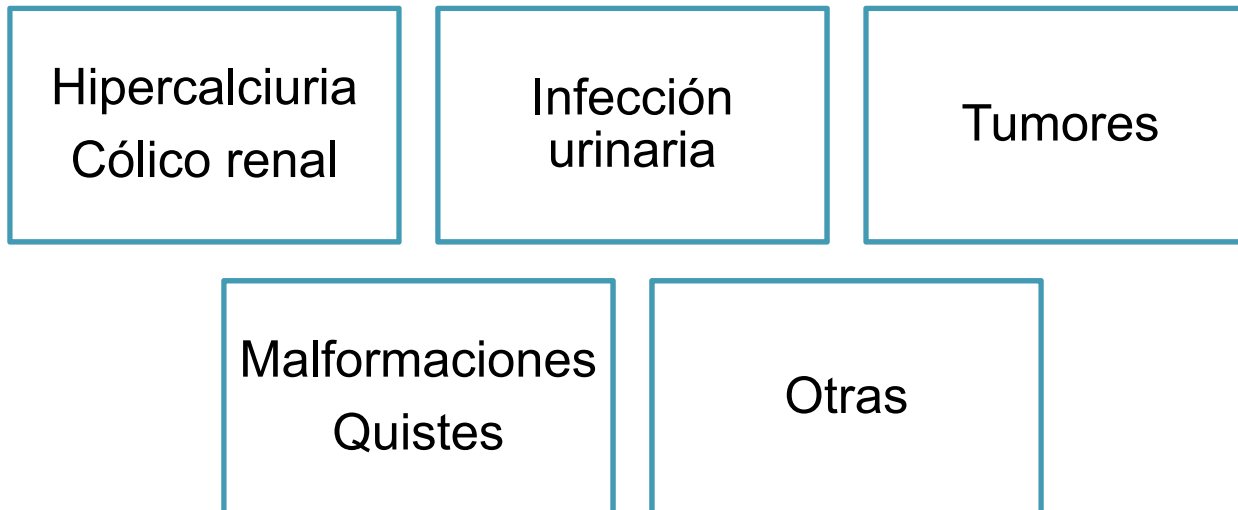 Hipercalciuria
Cólico renal
Infección
urinaria
Tumores
Malformaciones
Quistes
Otras